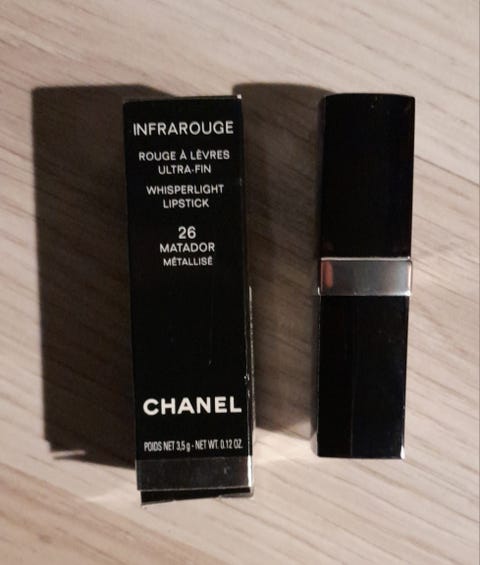 INFRAROUGE
ROUGE À LÈVRES
ULTRA-FIN
WHISPERLIGHT
LIPSTICK
26
MATADOR
MÉTALLISÉ
CHANEL
POIDS NET 3,5 g - NET WT. 0.12 OZ.